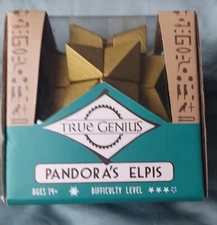 TRUE GENIUS
PANDORA'S ELPIS
AGES 14+ DIFFICULTY LEVEL